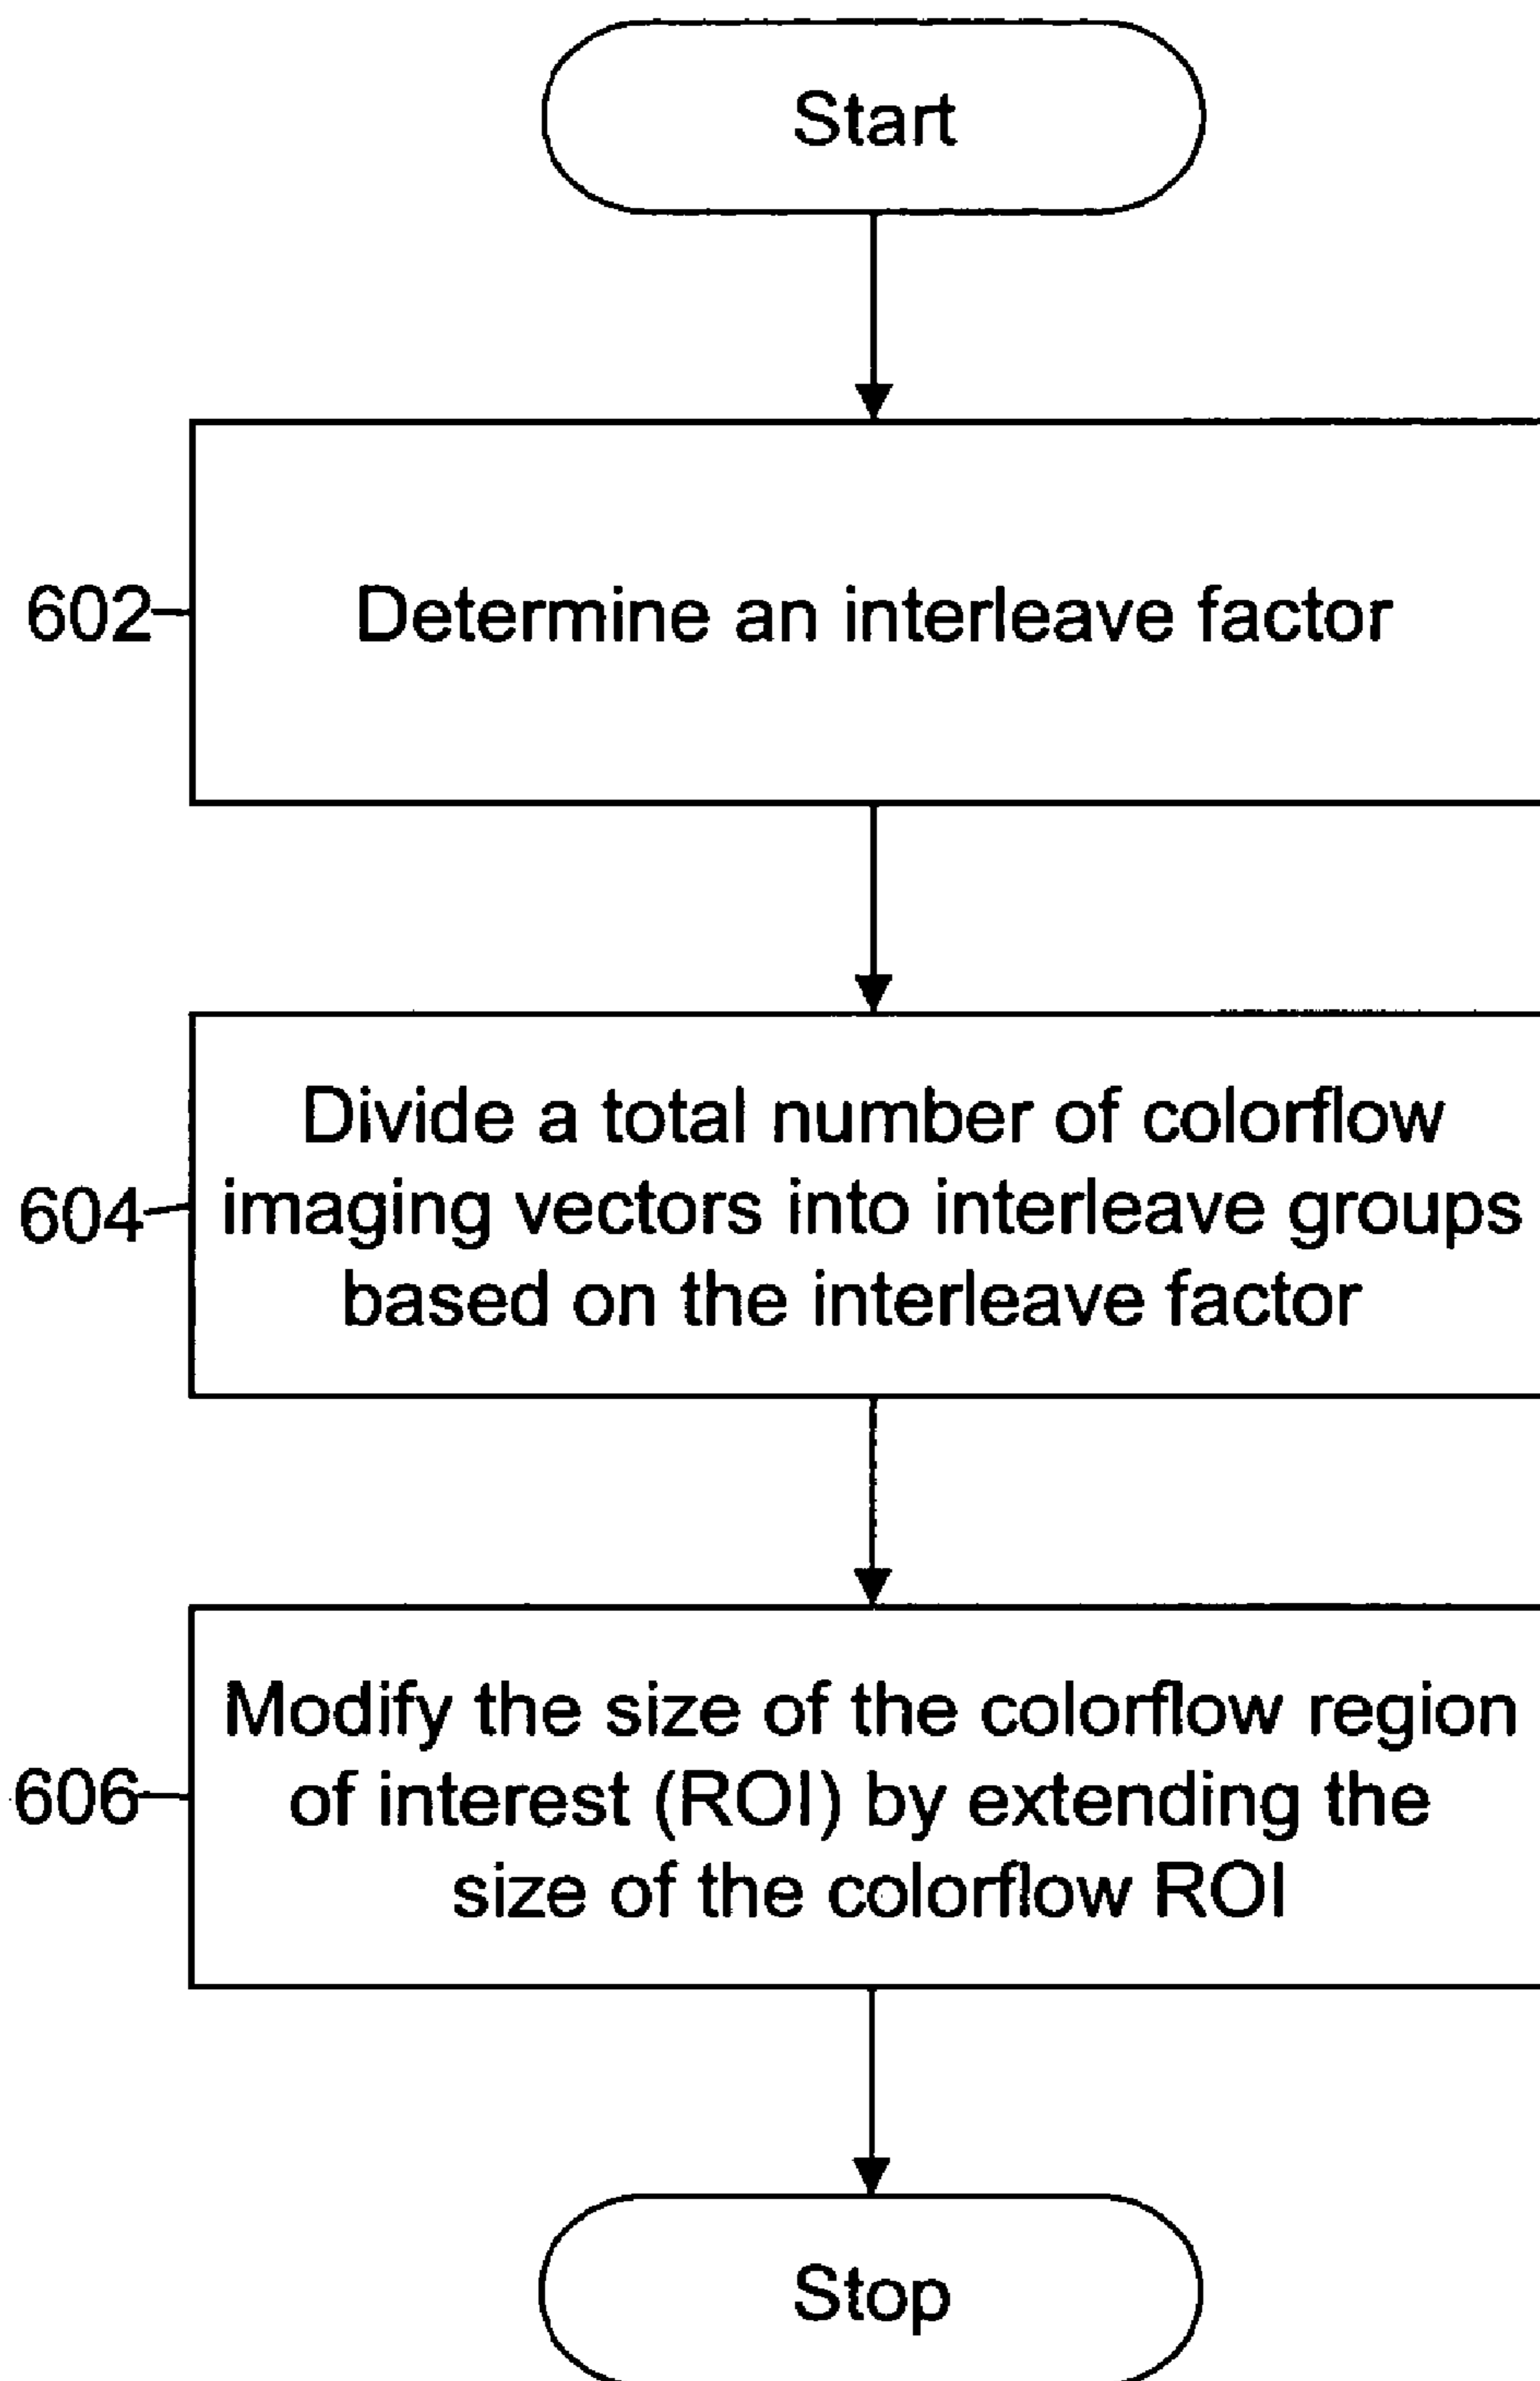 Start
602
Determine an interleave factor
604
Divide a total number of colorflow
imaging vectors into interleave groups
based on the interleave factor
606
Modify the size of the colorflow region
of interest (ROI) by extending the
size of the colorflow ROI
Stop